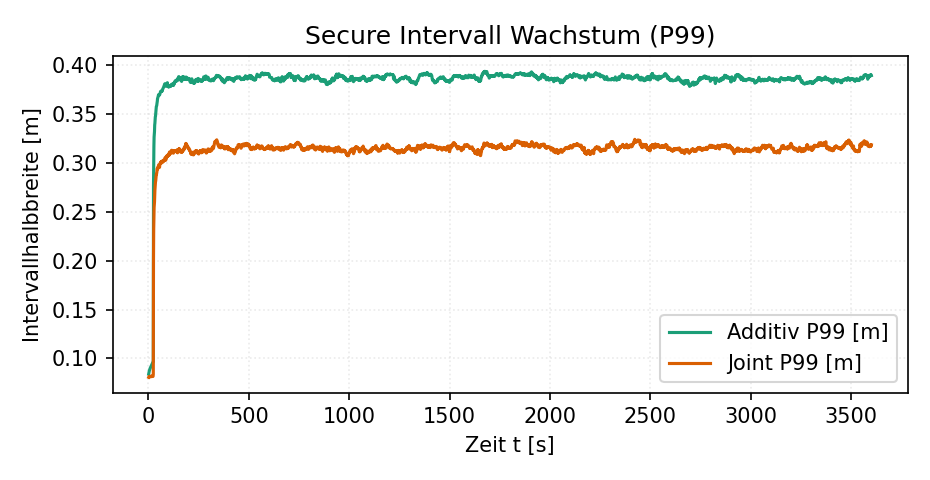 Secure Intervall Wachstum (P99)
Intervallhalbbreite [m]
0.40
0.35
0.30
0.25
0.20
0.15
0.10
Additiv P99 [m]
Joint P99 [m]
0 500 1000 1500 2000 2500 3000 3500
Zeit t [s]